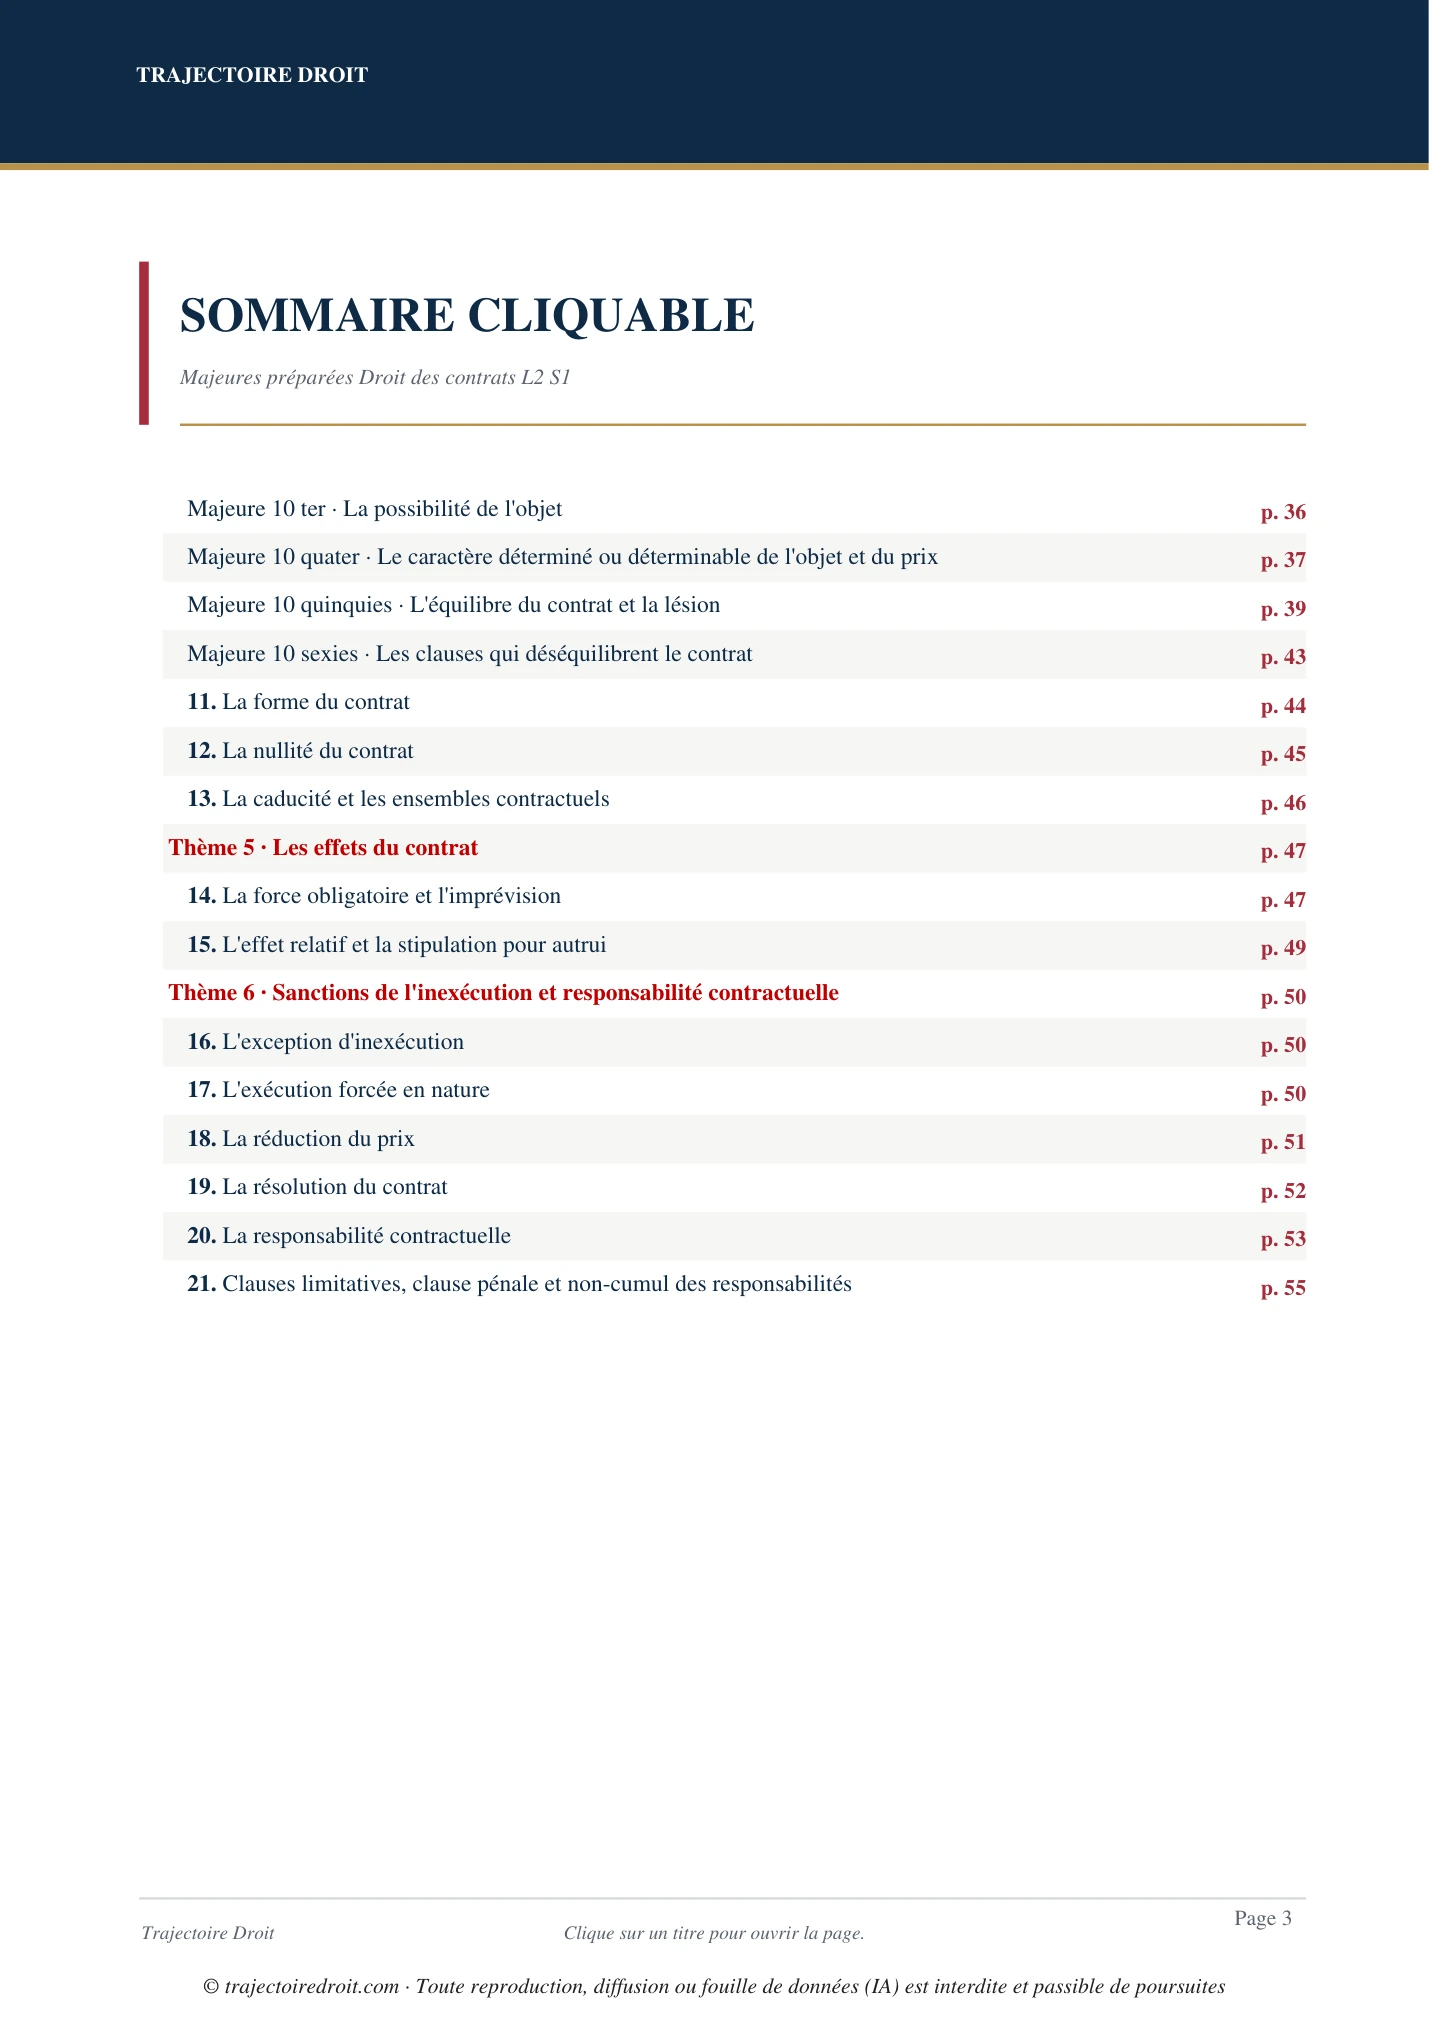 TRAJECTOIRE DROIT
SOMMAIRE CLIQUABLE
Majeures préparées Droit des contrats L2 S1
Majeure 10 ter · La possibilité de l'objet p. 36
Majeure 10 quater · Le caractère déterminé ou déterminable de l'objet et du prix p. 37
Majeure 10 quinquies · L'équilibre du contrat et la lésion p. 39
Majeure 10 sexies · Les clauses qui déséquilibrent le contrat p. 43
11. La forme du contrat p. 44
12. La nullité du contrat p. 45
13. La caducité et les ensembles contractuels p. 46
Thème 5 · Les effets du contrat p. 47
14. La force obligatoire et l'imprévision p. 47
15. L'effet relatif et la stipulation pour autrui p. 49
Thème 6 · Sanctions de l'inexécution et responsabilité contractuelle p. 50
16. L'exception d'inexécution p. 50
17. L'exécution forcée en nature p. 50
18. La réduction du prix p. 51
19. La résolution du contrat p. 52
20. La responsabilité contractuelle p. 53
21. Clauses limitatives, clause pénale et non-cumul des responsabilités p. 55
Trajectoire Droit Clique sur un titre pour ouvrir la page. Page 3
© trajectoiredroit.com · Toute reproduction, diffusion ou fouille de données (IA) est interdite et passible de poursuites